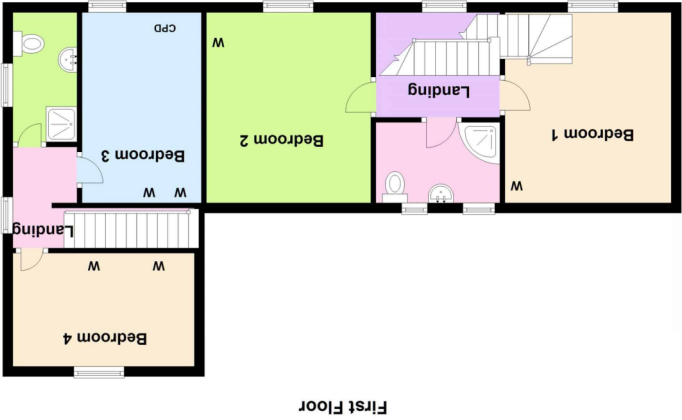 First Floor
Bedroom 4
W
W
Landing
W
W
Bedroom 3
CPD
Bedroom 2
W
Landing
W
Bedroom 1